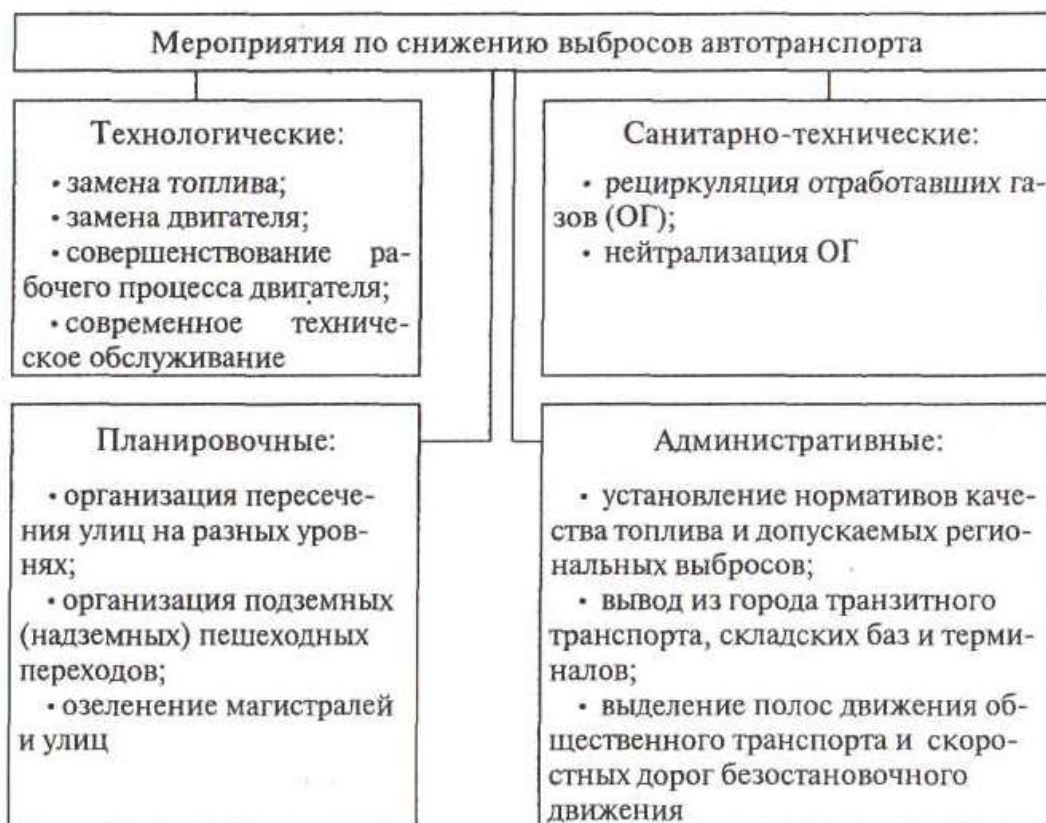 Мероприятия по снижению выбросов автотранспорта
Технологические:
• замена топлива;
• замена двигателя;
• совершенствование ра-
бочего процесса двигателя;
• современное техниче-
ское обслуживание
Санитарно-технические:
• рециркуляция отработавших га-
зов (ОГ);
• нейтрализация ОГ
Планировочные:
• организация пересече-
ния улиц на разных уров-
нях;
• организация подземных
(надземных) пешеходных
переходов;
• озеленение магистралей
и улиц
Административные:
• установление нормативов каче-
ства топлива и допускаемых регио-
нальных выбросов;
• вывод из города транзитного
транспорта, складских баз и терми-
налов;
• выделение полос движения об-
щественного транспорта и скоро-
стных дорог безостановочного
движения